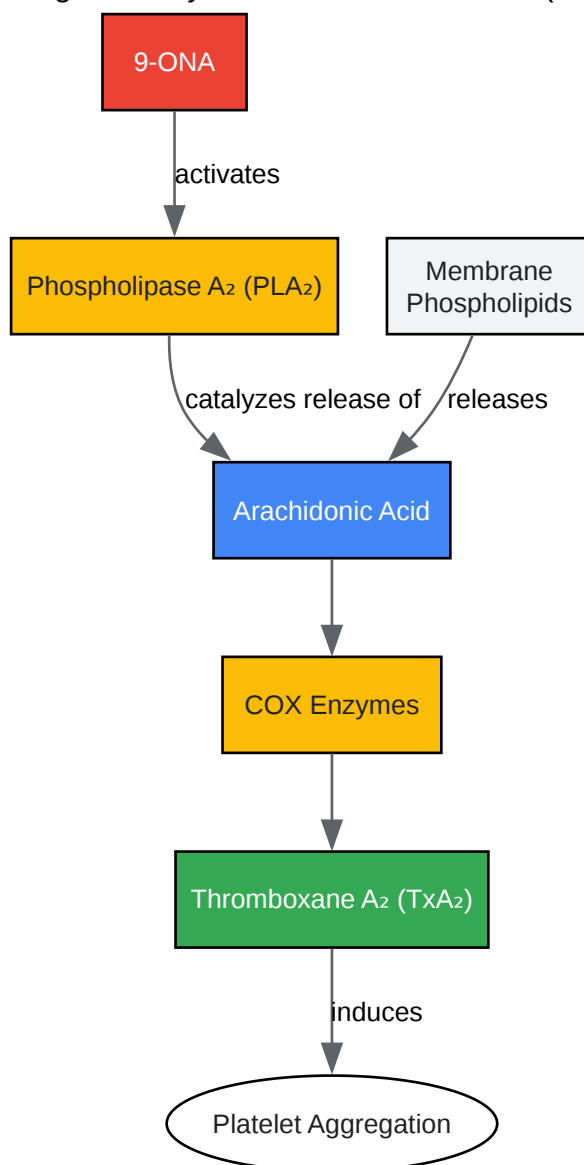 9-ONA
activates
Phospholipase A₂ (PLA₂)
Membrane
Phospholipids
catalyzes release of
releases
Arachidonic Acid
COX Enzymes
Thromboxane A₂ (TxA₂)
induces
Platelet Aggregation